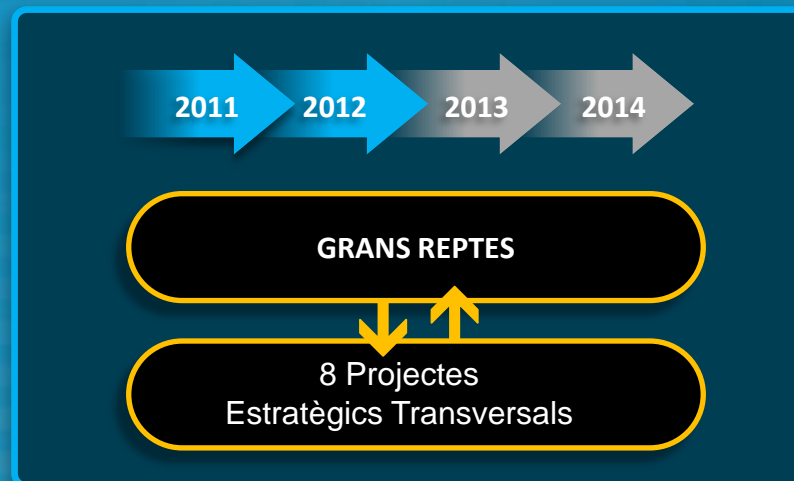 2011 2012 2013 2014
GRANS REPTES
8 Projectes
Estratègics Transversals